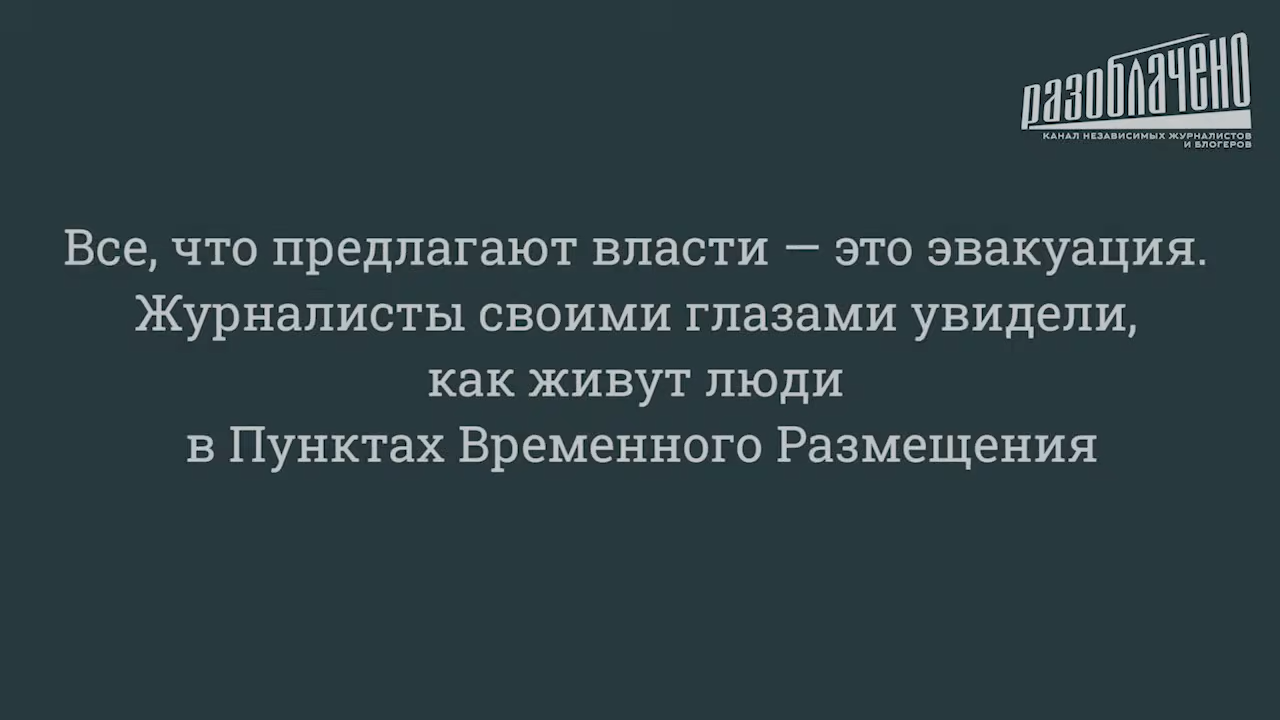 разоблачено
КАНАЛ НЕЗАВИСИМЫХ ЖУРНАЛИСТОВ
И БЛОГЕРОВ
Все, что предлагают власти — это эвакуация.
Журналисты своими глазами увидели,
как живут люди
в Пунктах Временного Размещения